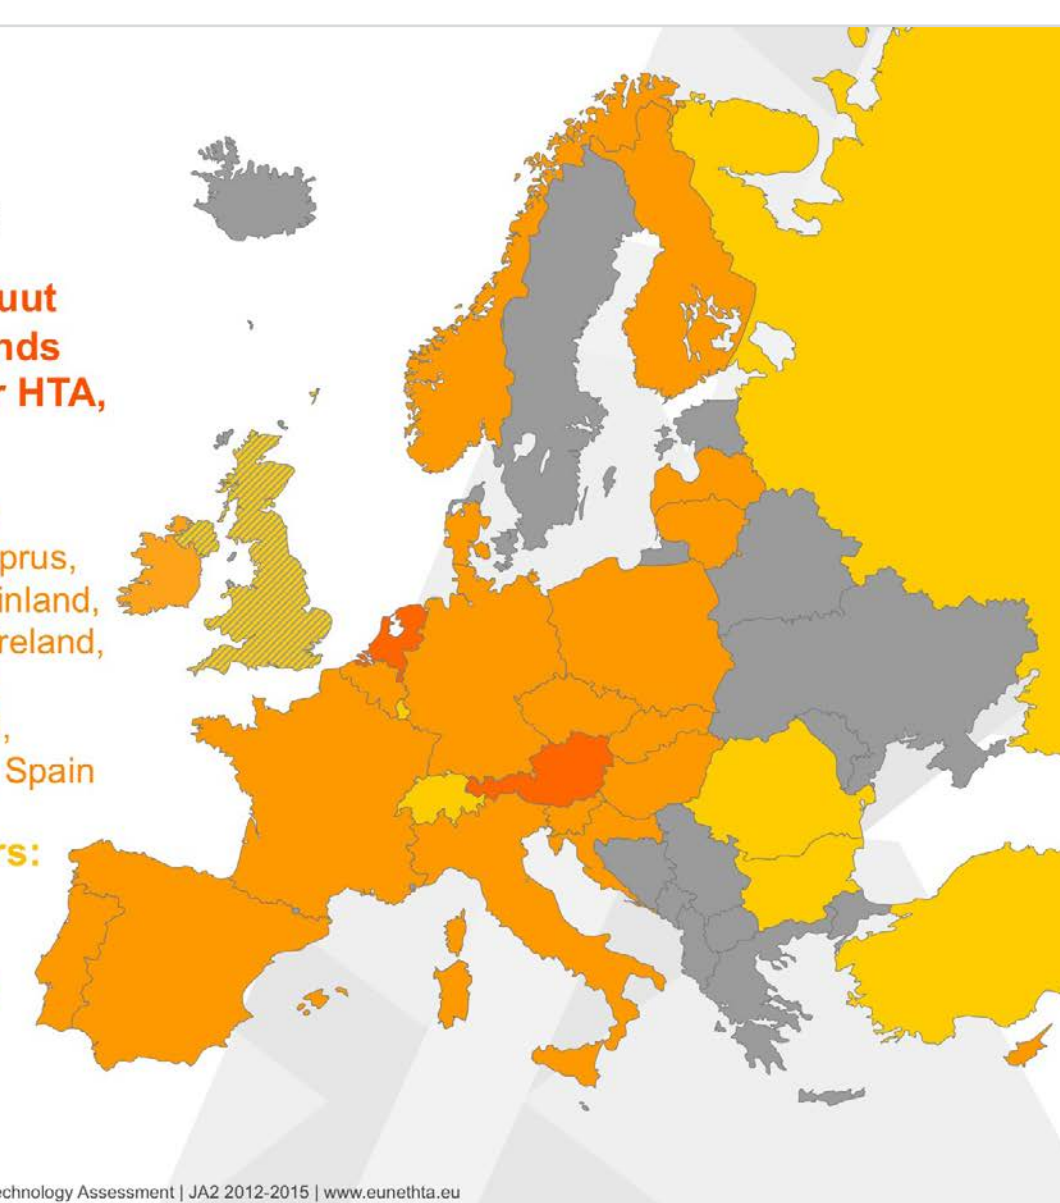 uut
nds
r HTA,
prus,
inland,
reland,
,
Spain
rs:
echnology Assessment | JA2 2012-2015 | www.eunethta.eu